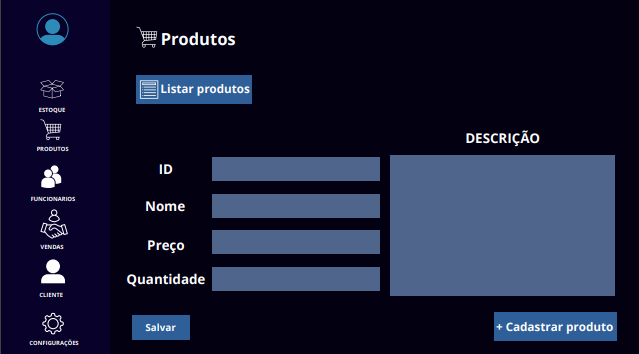 ESTOQUE
PRODUTOS
FUNCIONARIOS
VENDAS
CLIENTE
CONFIGURAÇÕES
Produtos
Listar produtos
DESCRIÇÃO
ID
Nome
Preço
Quantidade
Salvar
+ Cadastrar produto